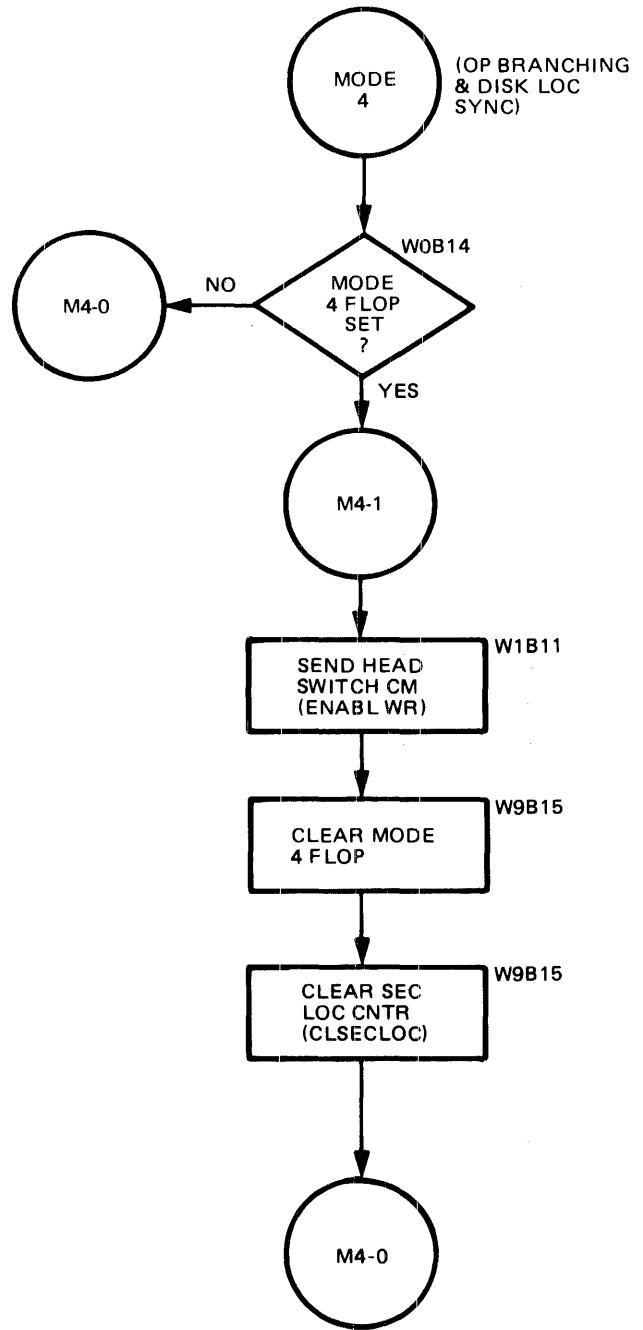 MODE
4
(OP BRANCHING
& DISK LOC
SYNC)
W0B14
MODE
4 FLOP
SET
?
NO
M4-0
YES
M4-1
W1B11
SEND HEAD
SWITCH CM
(ENABL WR)
W9B15
CLEAR MODE
4 FLOP
W9B15
CLEAR SEC
LOC CNTR
(CLSECLOC)
M4-0